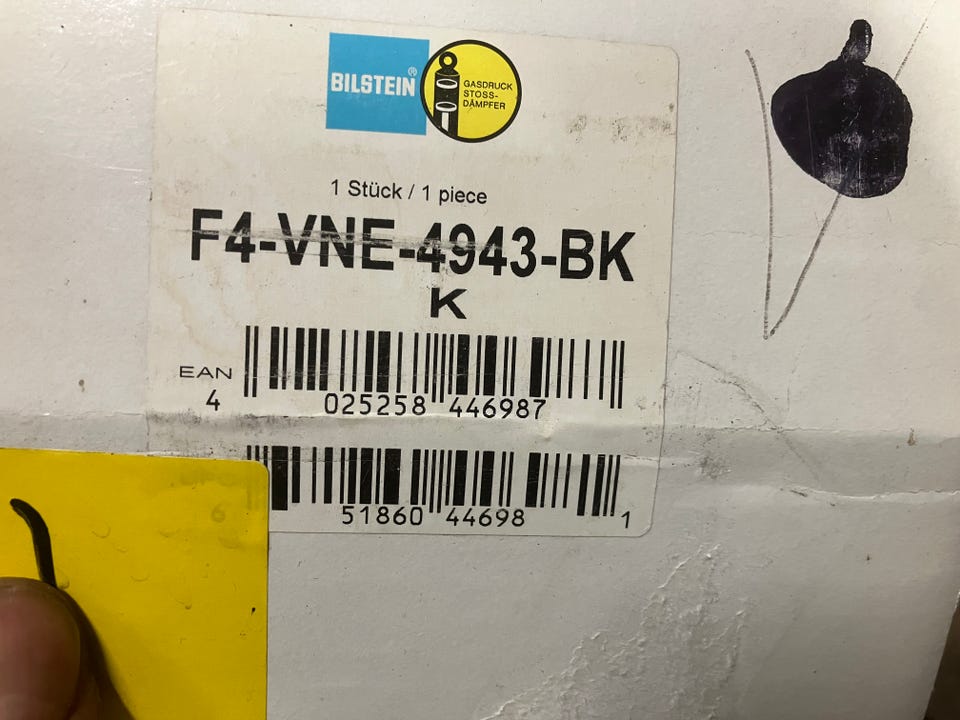 BILSTEIN®
GASDRUCK
STOSS-
DÄMPFER
1 Stück / 1 piece
F4-VNE-4943-BK
K
EAN
4 025258 446987
6 51860 44698 1